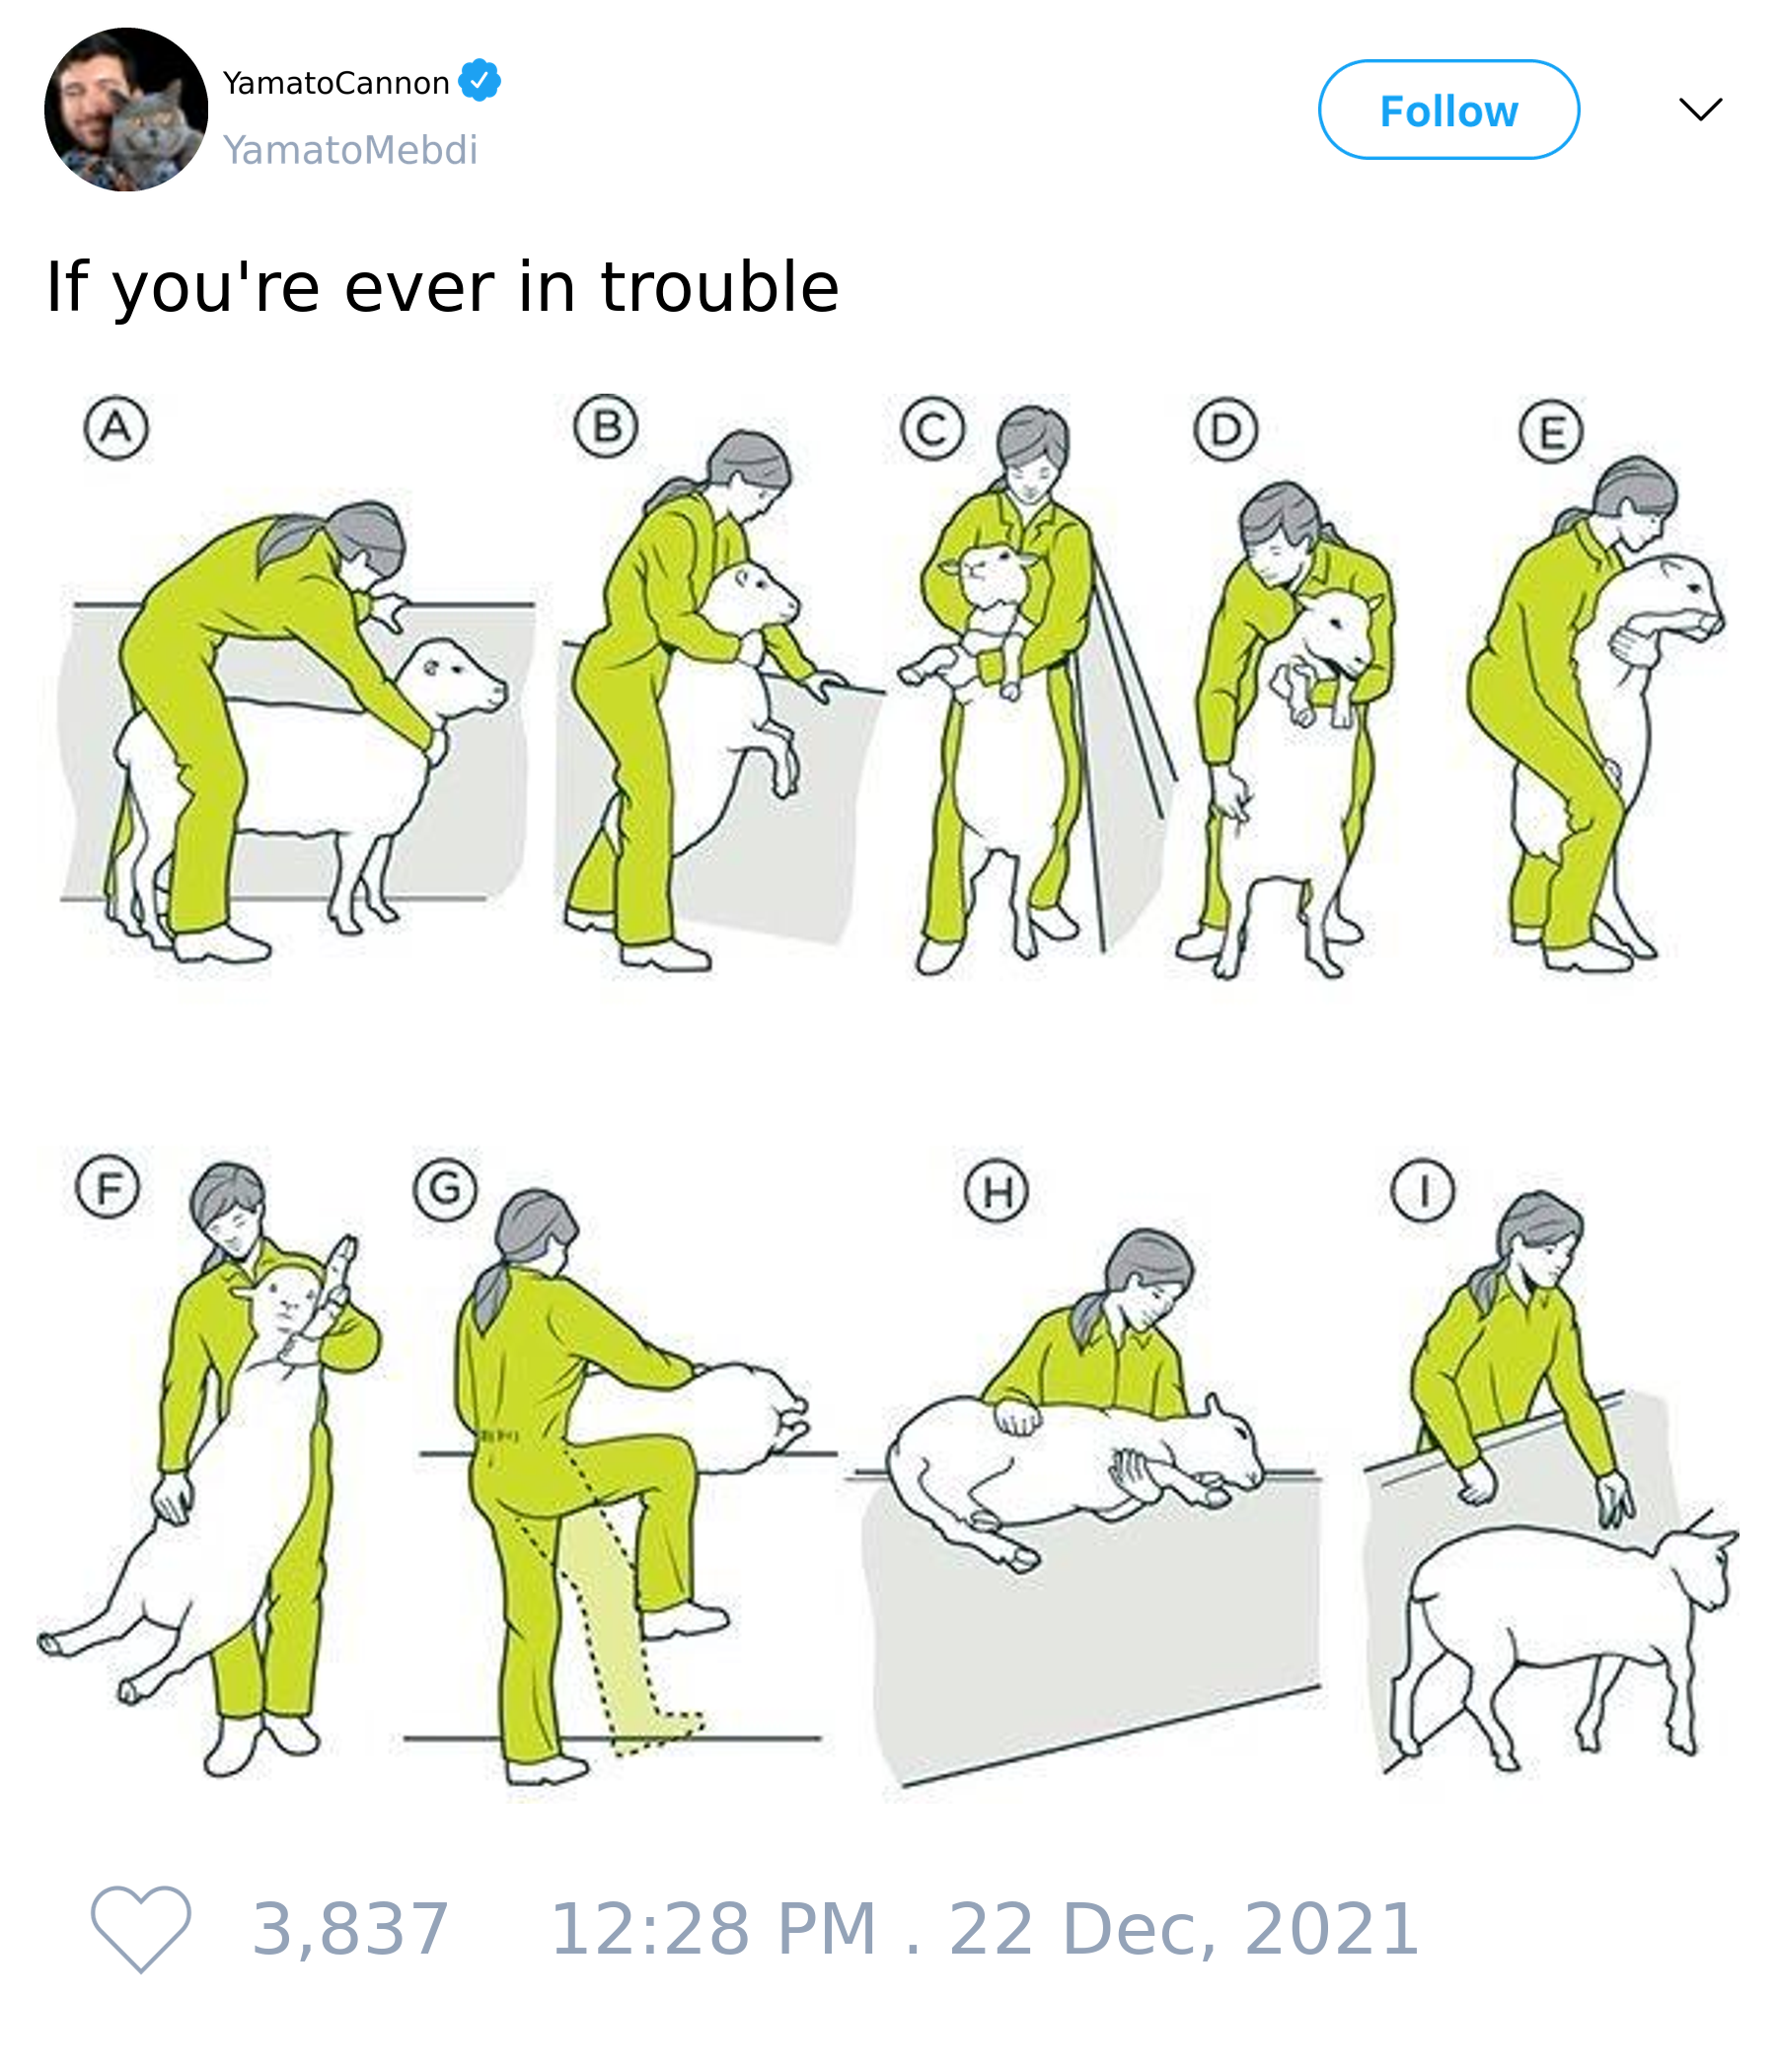 YamatoCannon
YamatoMebdi
Follow
If you're ever in trouble
A B C D E
F G H I
3,837 12:28 PM . 22 Dec, 2021